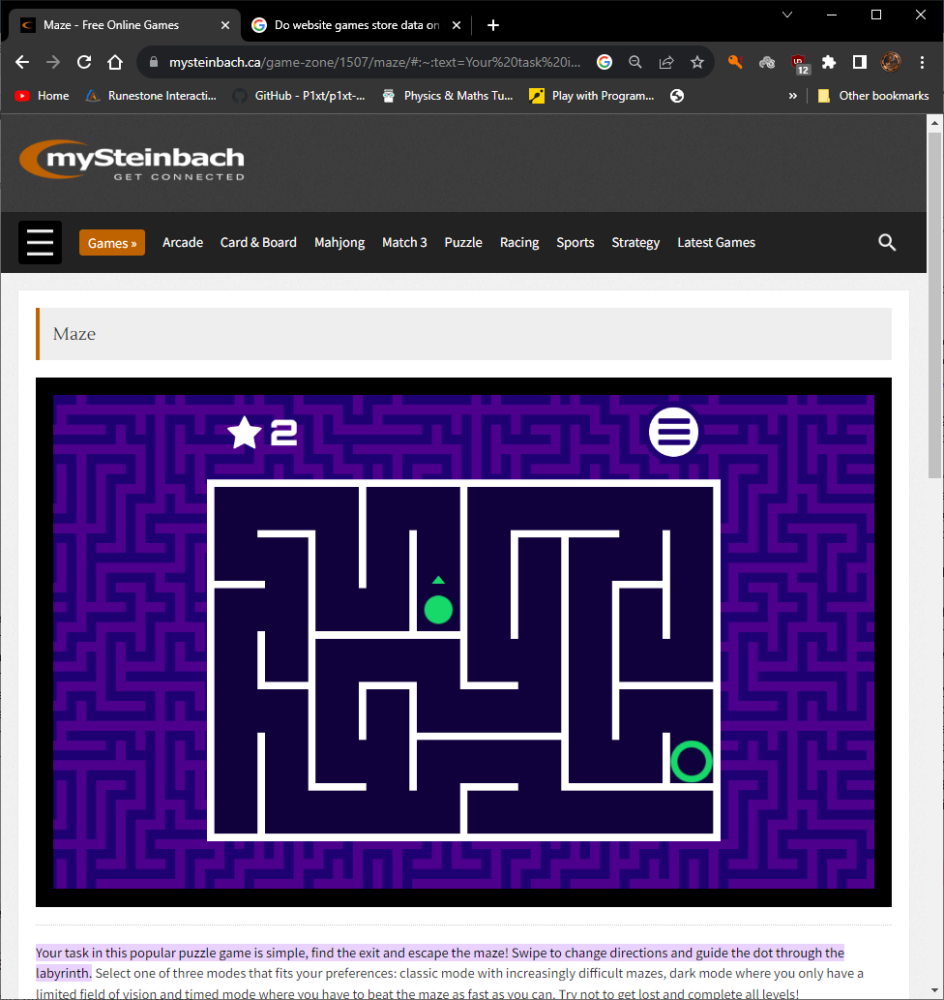 Maze - Free Online Games
Do website games store data on
mysteinbach.ca/game-zone/1507/maze/#:~:text=Your%20task%20i...
12
Home
Runestone Interacti...
GitHub - P1xt/p1xt-...
Physics & Maths Tu...
Play with Program...
»
Other bookmarks
mySteinbach
GET CONNECTED
Games »
Arcade
Card & Board
Mahjong
Match 3
Puzzle
Racing
Sports
Strategy
Latest Games
Maze
2
Your task in this popular puzzle game is simple, find the exit and escape the maze! Swipe to change directions and guide the dot through the
labyrinth. Select one of three modes that fits your preferences: classic mode with increasingly difficult mazes, dark mode where you only have a
limited field of vision and timed mode where you have to beat the maze as fast as you can. Try not to get lost and complete all levels!